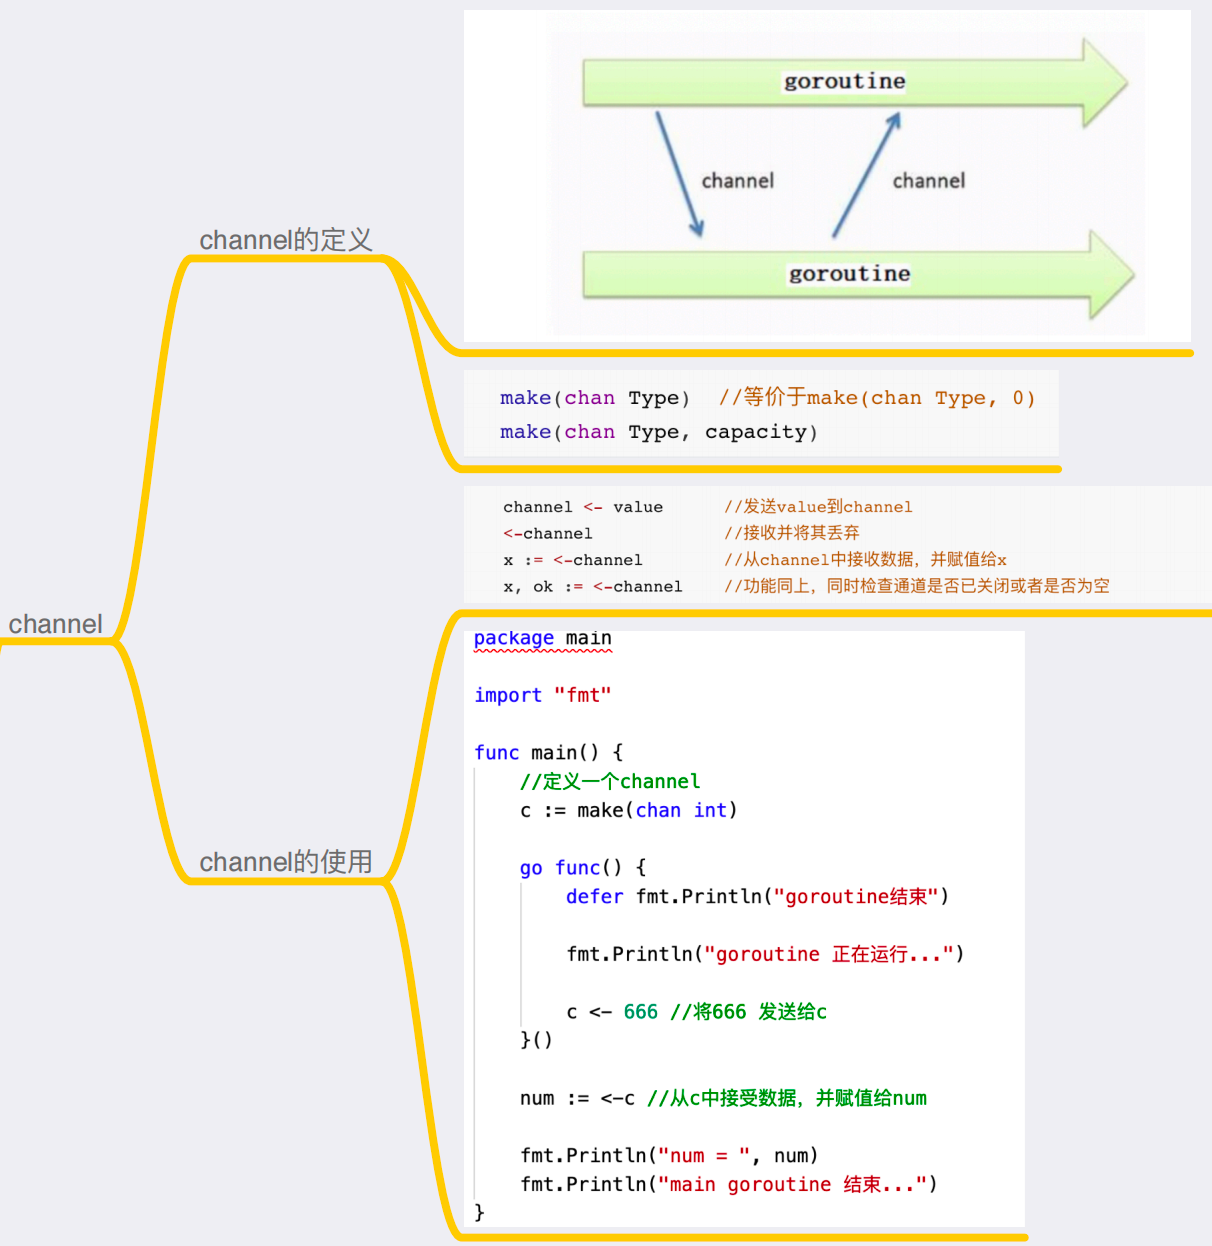 channel
channel的定义
goroutine
channel
channel
goroutine
make(chan Type)  //等价于make(chan Type, 0)
make(chan Type, capacity)
channel的使用
channel <- value      //发送value到channel
<-channel             //接收并将其丢弃
x := <-channel        //从channel中接收数据，并赋值给x
x, ok := <-channel    //功能同上，同时检查通道是否已关闭或者是否为空
package main
import "fmt"
func main() {
    //定义一个channel
    c := make(chan int)
    go func() {
        defer fmt.Println("goroutine结束")
        fmt.Println("goroutine 正在运行...")
        c <- 666 //将666 发送给c
    }()
    num := <-c //从c中接受数据，并赋值给num
    fmt.Println("num = ", num)
    fmt.Println("main goroutine 结束...")
}